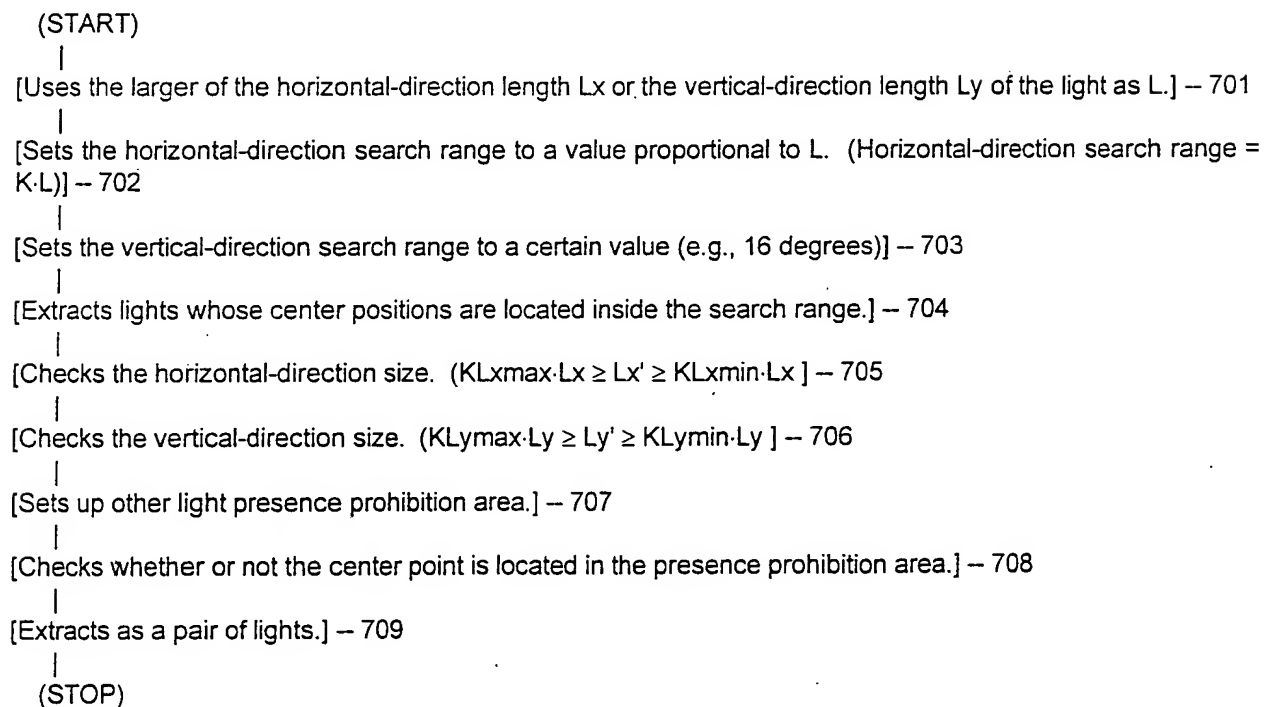 (START)
[Uses the larger of the horizontal-direction length Lx or the vertical-direction length Ly of the light as L.] – 701
[Sets the horizontal-direction search range to a value proportional to L. (Horizontal-direction search range =
K·L)] – 702
[Sets the vertical-direction search range to a certain value (e.g., 16 degrees)] – 703
[Extracts lights whose center positions are located inside the search range.] – 704
[Checks the horizontal-direction size. (KLxmax·Lx ≥ Lx' ≥ KLxmin·Lx ] – 705
[Checks the vertical-direction size. (KLymax·Ly ≥ Ly' ≥ KLymin·Ly ] – 706
[Sets up other light presence prohibition area.] – 707
[Checks whether or not the center point is located in the presence prohibition area.] – 708
[Extracts as a pair of lights.] – 709
(STOP)